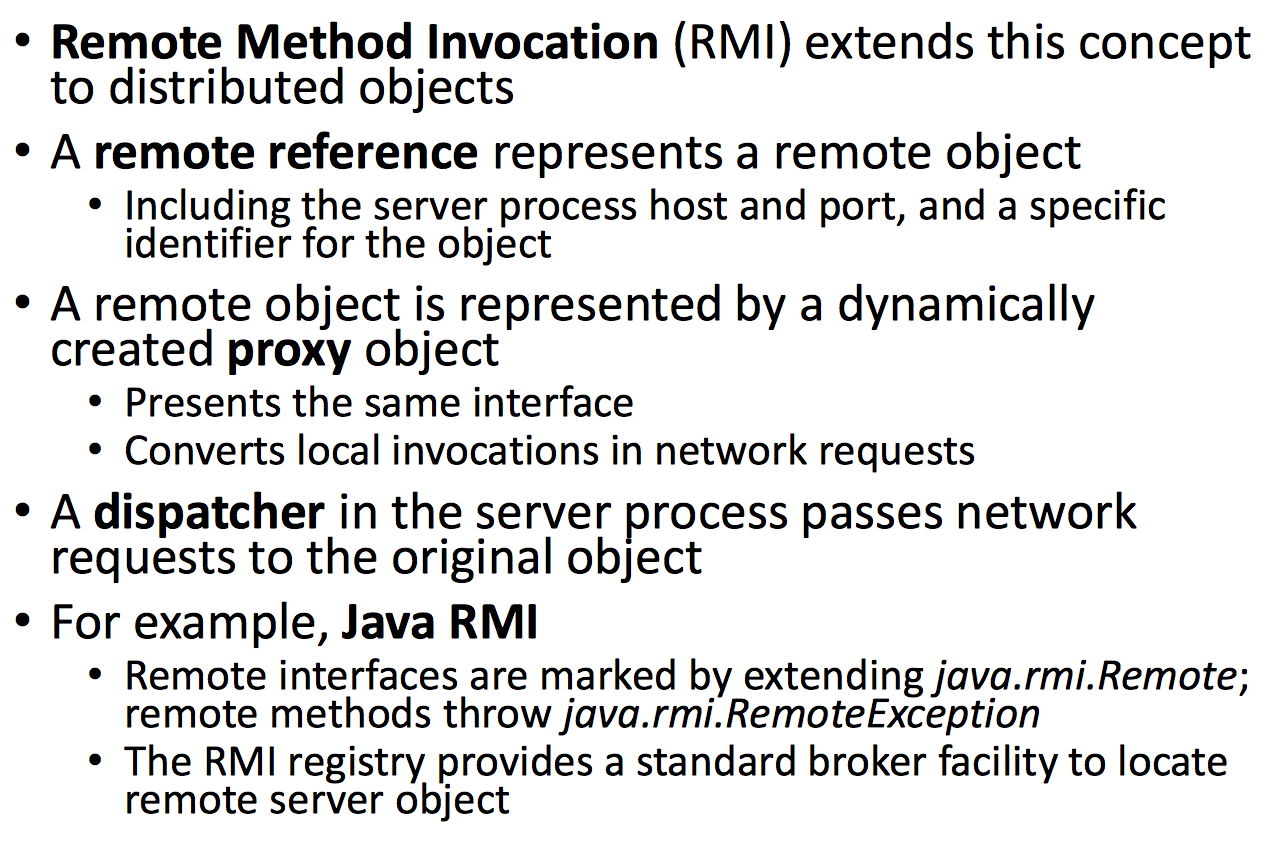 • Remote Method Invocation (RMI) extends this concept
to distributed objects
• A remote reference represents a remote object
• Including the server process host and port, and a specific
identifier for the object
• A remote object is represented by a dynamically
created proxy object
• Presents the same interface
• Converts local invocations in network requests
• A dispatcher in the server process passes network
requests to the original object
• For example, Java RMI
• Remote interfaces are marked by extending java.rmi.Remote;
remote methods throw java.rmi.RemoteException
• The RMI registry provides a standard broker facility to locate
remote server object